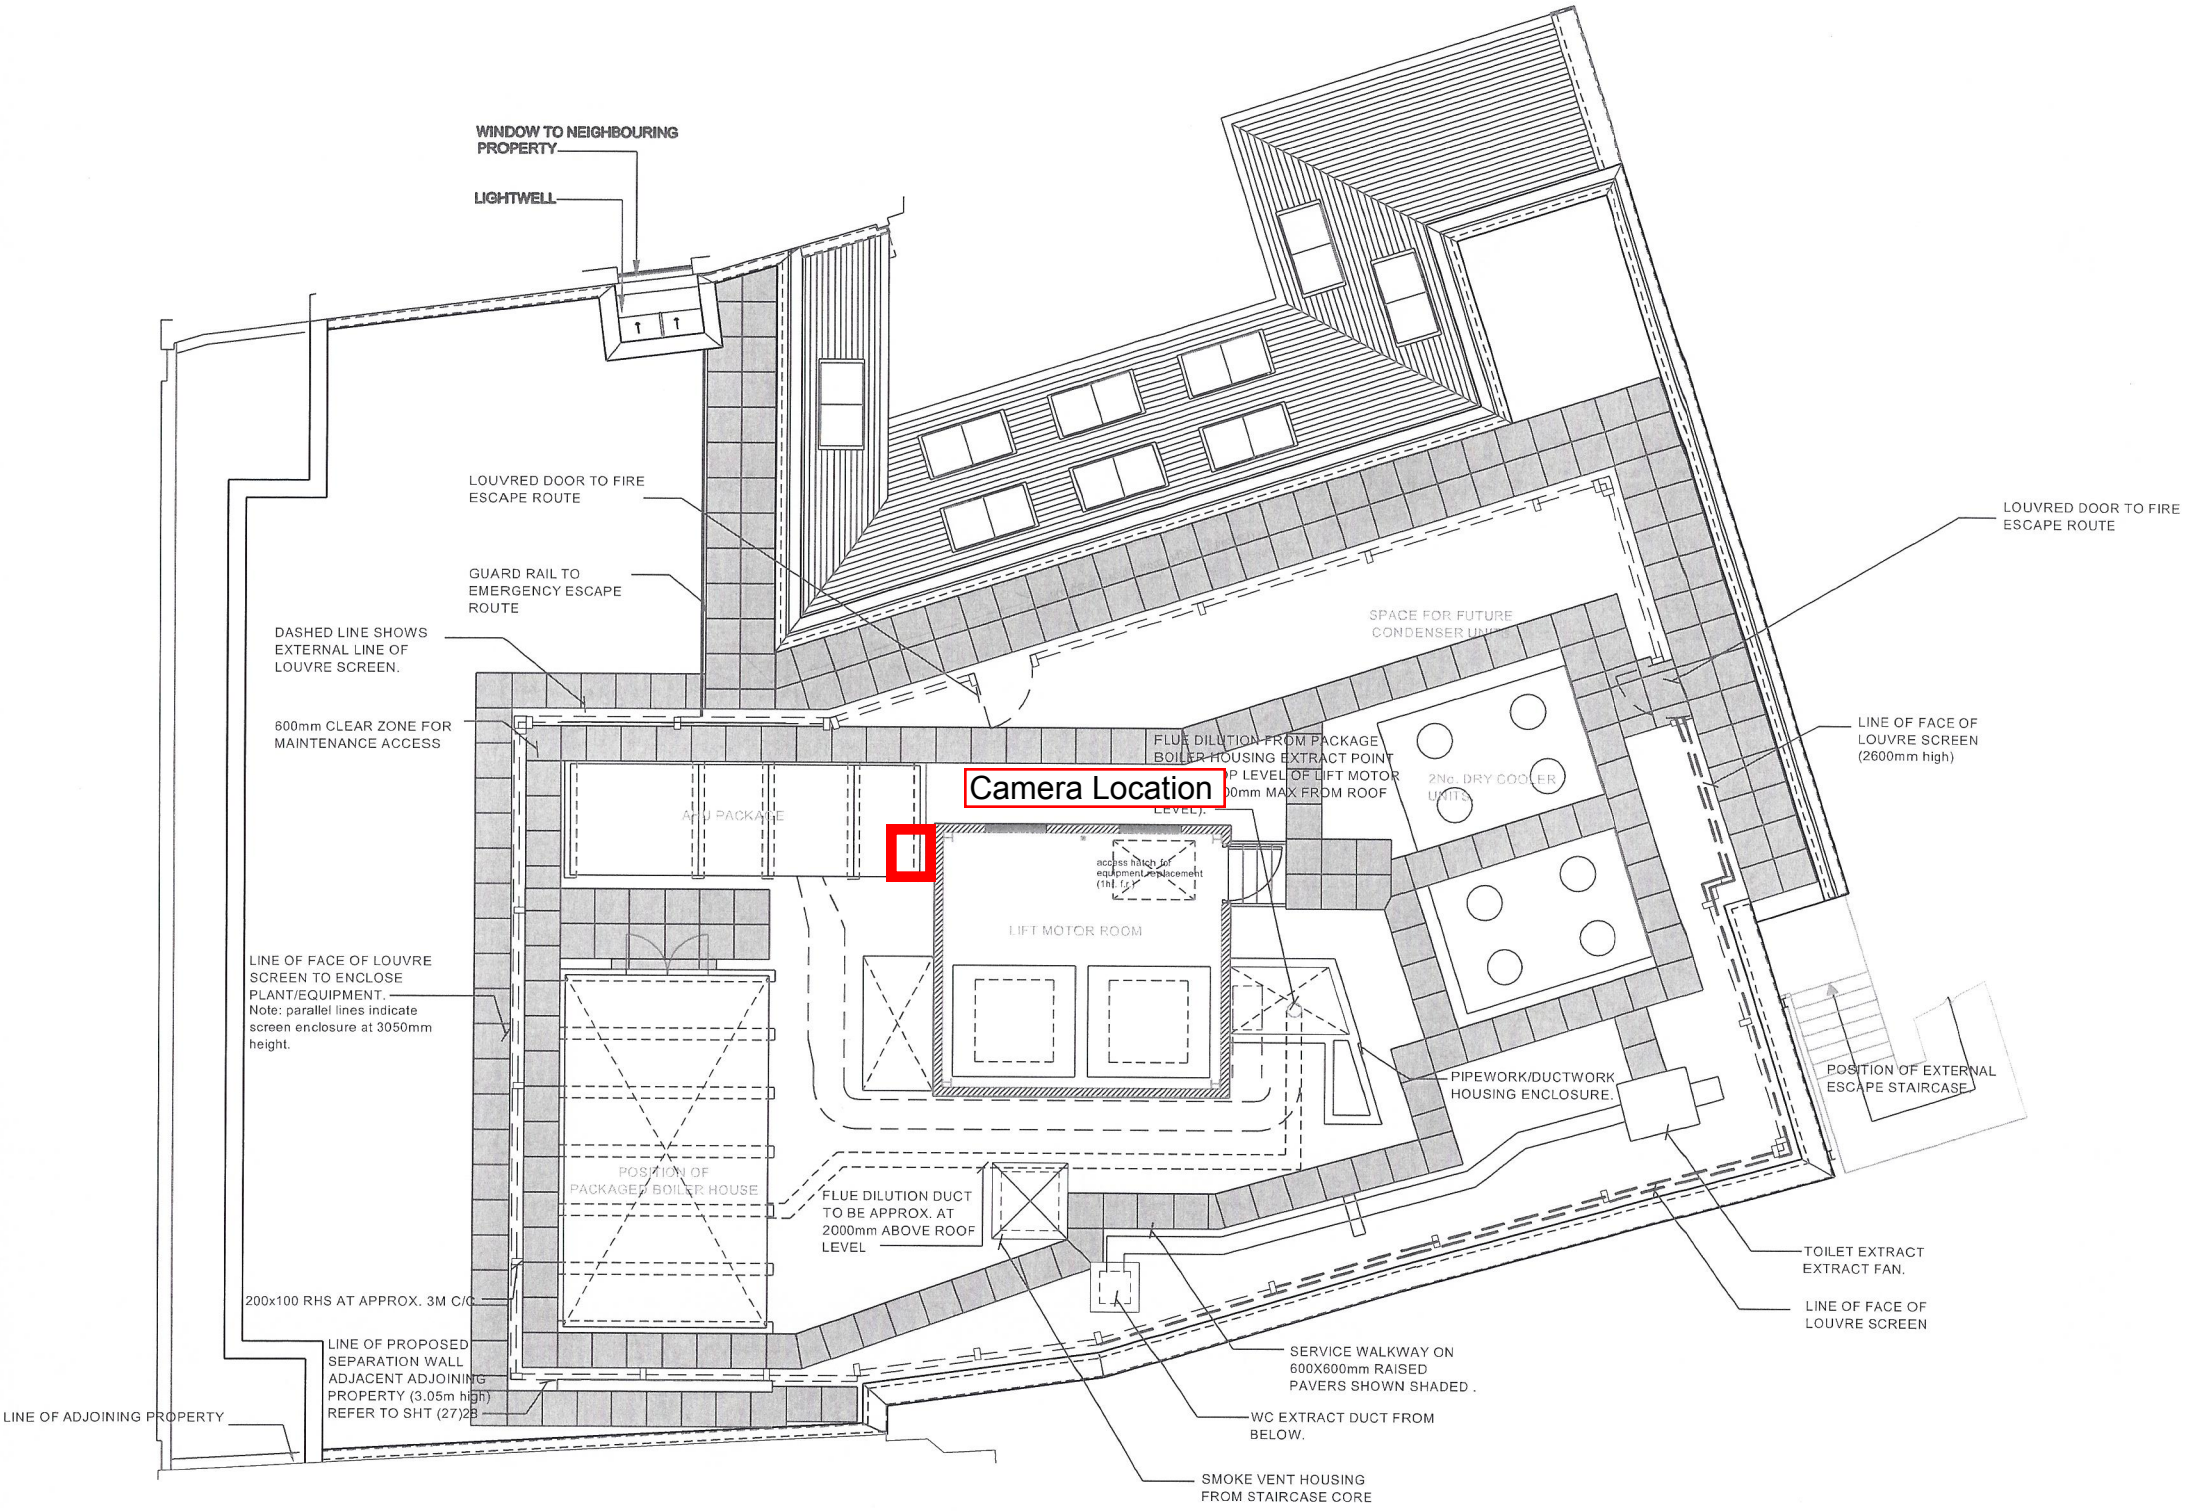 WINDOW TO NEIGHBOURING
PROPERTY
LIGHTWELL
LOUVRED DOOR TO FIRE
ESCAPE ROUTE
LOUVRED DOOR TO FIRE
ESCAPE ROUTE
GUARD RAIL TO
EMERGENCY ESCAPE
ROUTE
SPACE FOR FUTURE
CONDENSER UNITS
DASHED LINE SHOWS
EXTERNAL LINE OF
LOUVRE SCREEN.
600mm CLEAR ZONE FOR
MAINTENANCE ACCESS
LINE OF FACE OF
LOUVRE SCREEN
(2600mm high)
FLUE DILUTION FROM PACKAGE
BOILER HOUSING EXTRACT POINT
OP LEVEL OF LIFT MOTOR
00mm MAX FROM ROOF
LEVEL).
Camera Location
2No. DRY COOLER
UNITS.
AHU PACKAGE
access hatch for
equipment replacement
(1hr. f.r.)
LIFT MOTOR ROOM
LINE OF FACE OF LOUVRE
SCREEN TO ENCLOSE
PLANT/EQUIPMENT.
Note: parallel lines indicate
screen enclosure at 3050mm
height.
PIPEWORK/DUCTWORK
HOUSING ENCLOSURE.
POSITION OF EXTERNAL
ESCAPE STAIRCASE.
POSITION OF
PACKAGED BOILER HOUSE
FLUE DILUTION DUCT
TO BE APPROX. AT
2000mm ABOVE ROOF
LEVEL
TOILET EXTRACT
EXTRACT FAN.
200x100 RHS AT APPROX. 3M C/C
LINE OF FACE OF
LOUVRE SCREEN
LINE OF PROPOSED
SEPARATION WALL
ADJACENT ADJOINING
PROPERTY (3.05m high)
REFER TO SHT (27)28
SERVICE WALKWAY ON
600X600mm RAISED
PAVERS SHOWN SHADED .
LINE OF ADJOINING PROPERTY
WC EXTRACT DUCT FROM
BELOW.
SMOKE VENT HOUSING
FROM STAIRCASE CORE